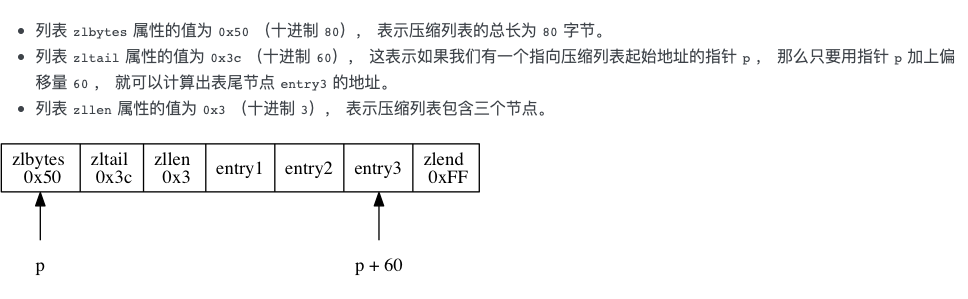 列表 zlbytes 属性的值为 0x50 （十进制 80）， 表示压缩列表的总长为 80 字节。
列表 zltail 属性的值为 0x3c （十进制 60）， 这表示如果我们有一个指向压缩列表起始地址的指针 p ， 那么只要用指针 p 加上偏
移量 60 ， 就可以计算出表尾节点 entry3 的地址。
列表 zllen 属性的值为 0x3 （十进制 3）， 表示压缩列表包含三个节点。
zlbytes zltail zllen entry1 entry2 entry3 zlend
0x50 0x3c 0x3 0xFF
p p + 60